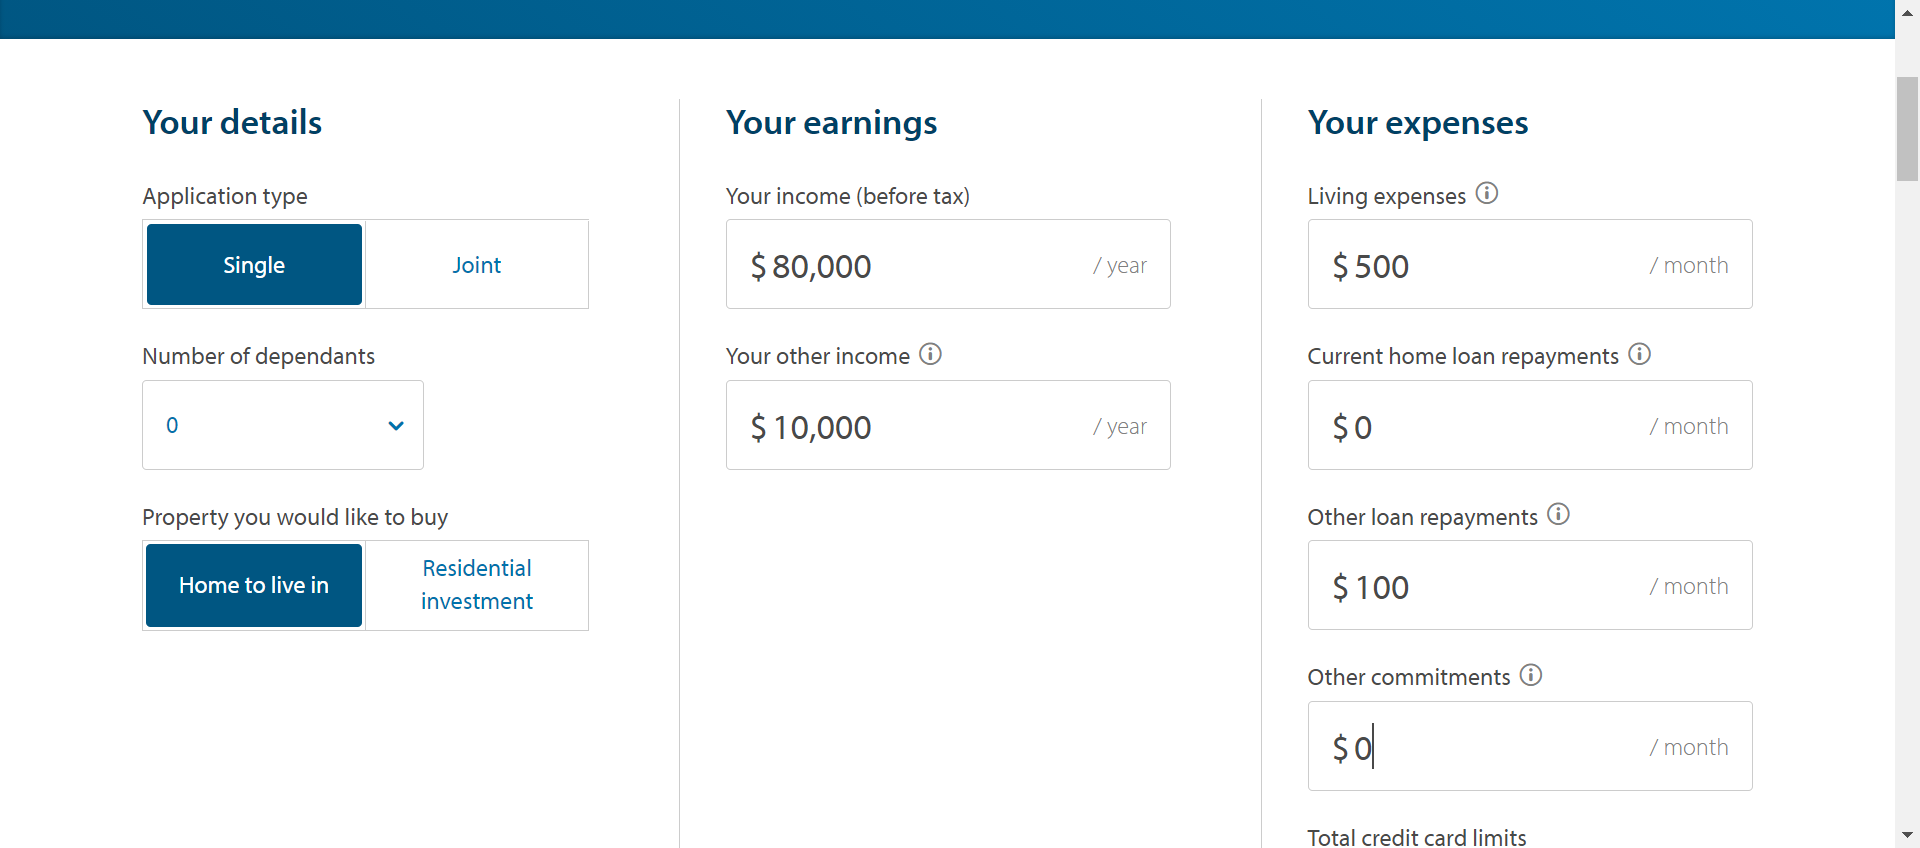 Your details
Application type
Single
Joint
Number of dependants
0
Property you would like to buy
Home to live in
Residential
investment
Your earnings
Your income (before tax)
$ 80,000 / year
Your other income
$ 10,000 / year
Your expenses
Living expenses
$ 500 / month
Current home loan repayments
$ 0 / month
Other loan repayments
$ 100 / month
Other commitments
$ 0 / month
Total credit card limits